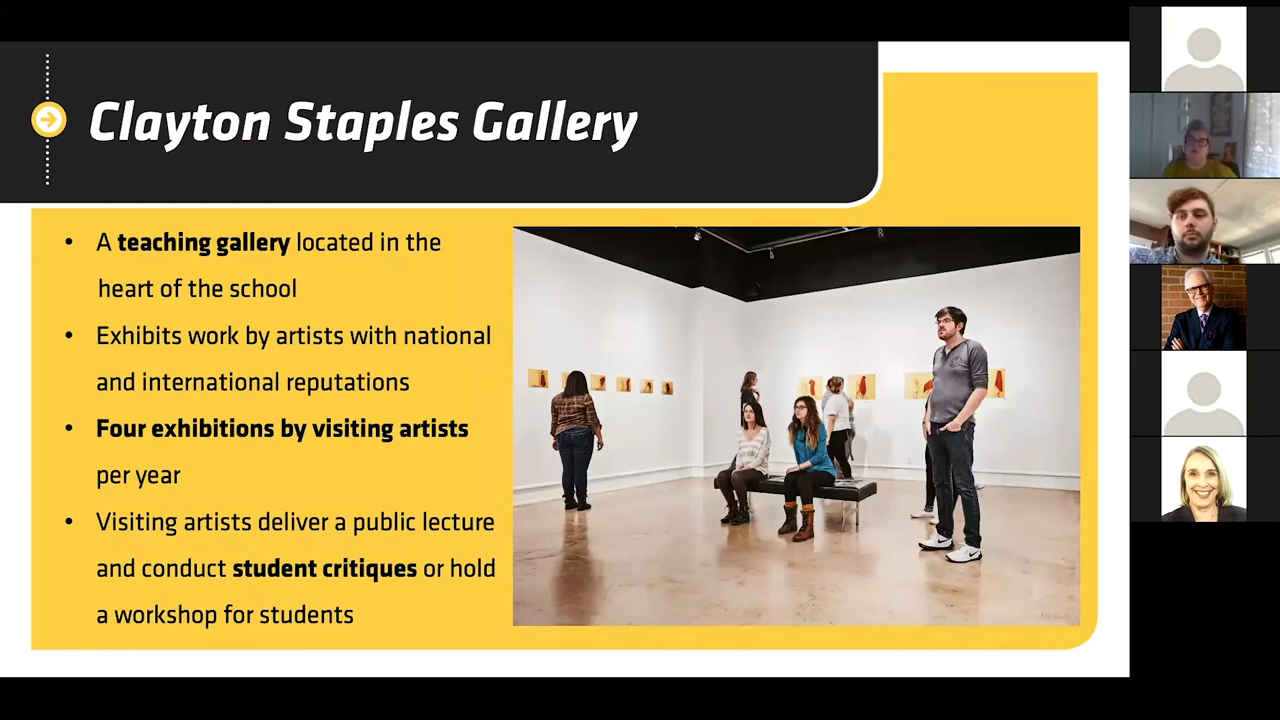 Clayton Staples Gallery
• A teaching gallery located in the
heart of the school
• Exhibits work by artists with national
and international reputations
• Four exhibitions by visiting artists
per year
• Visiting artists deliver a public lecture
and conduct student critiques or hold
a workshop for students